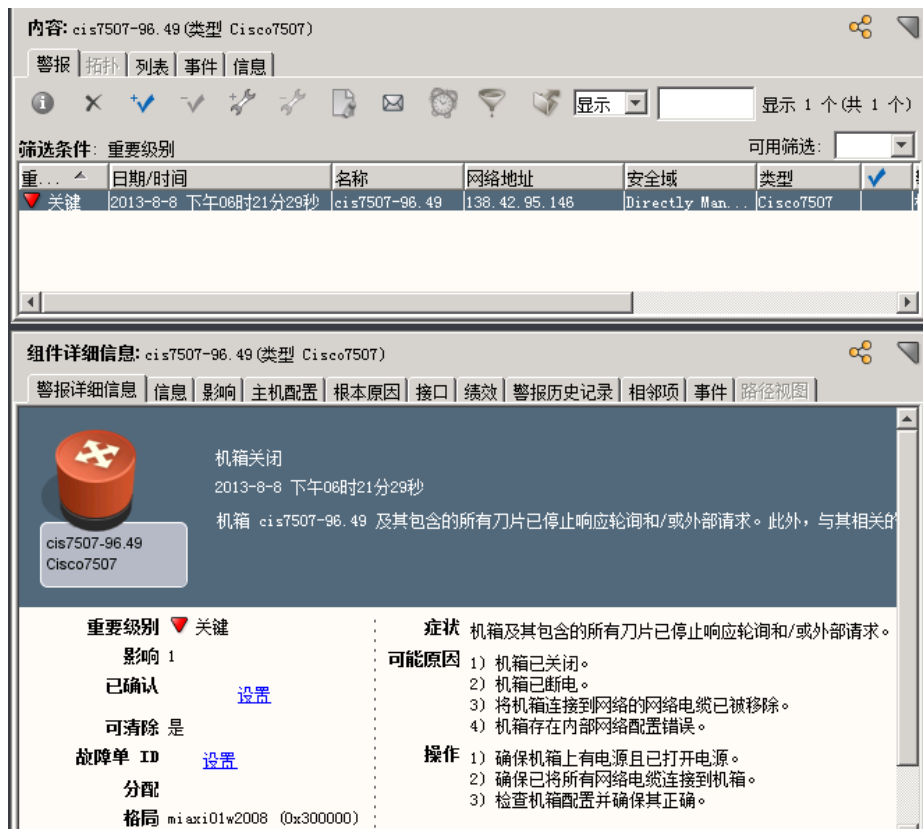 内容: cis7507-96.49(类型 Cisco7507)
警报 拓扑 列表 事件 信息
显示 显示 1 个(共 1 个)
筛选条件: 重要级别 可用筛选:
重... 日期/时间 名称 网络地址 安全域 类型
关键 2013-8-8 下午06时21分29秒 cis7507-96.49 138.42.95.146 Directly Man... Cisco7507
组件详细信息: cis7507-96.49(类型 Cisco7507)
警报详细信息 信息 影响 主机配置 根本原因 接口 绩效 警报历史记录 相邻项 事件 路径视图
机箱关闭
2013-8-8 下午06时21分29秒
机箱 cis7507-96.49 及其包含的所有刀片已停止响应轮询和/或外部请求。此外，与其相关的
cis7507-96.49
Cisco7507
重要级别 关键
影响 1
已确认 设置
可清除 是
故障单 ID 设置
分配
格局 miaxi01w2008 (0x300000)
症状 机箱及其包含的所有刀片已停止响应轮询和/或外部请求。
可能原因 1) 机箱已关闭。
2) 机箱已断电。
3) 将机箱连接到网络的网络电缆已被移除。
4) 机箱存在内部网络配置错误。
操作 1) 确保机箱上有电源且已打开电源。
2) 确保已将所有网络电缆连接到机箱。
3) 检查机箱配置并确保其正确。